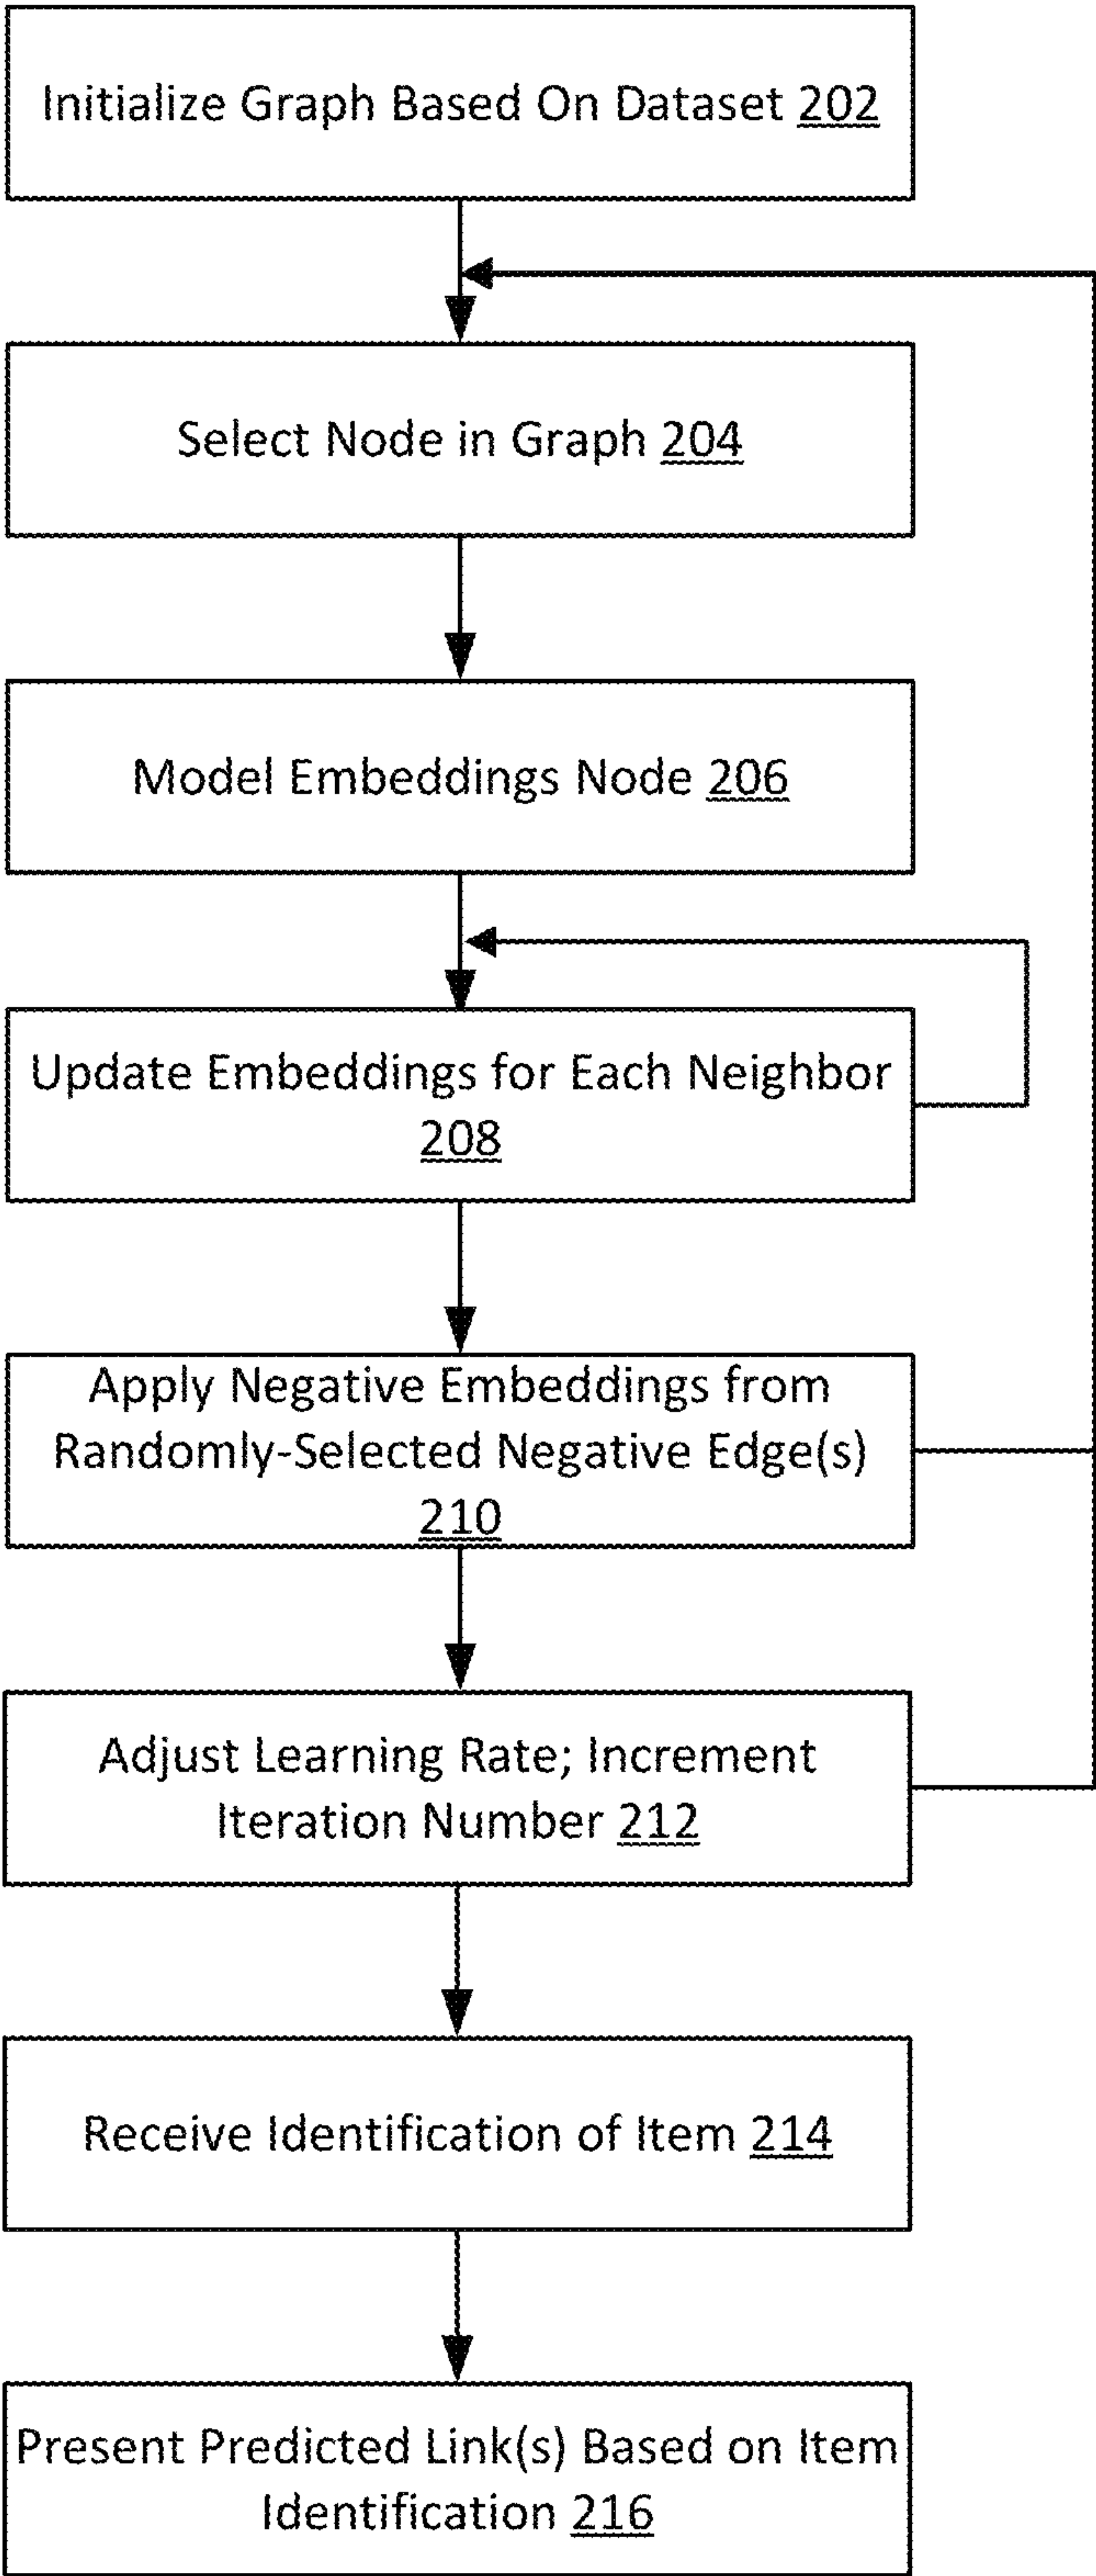 Initialize Graph Based On Dataset 202
Select Node in Graph 204
Model Embeddings Node 206
Update Embeddings for Each Neighbor
208
Apply Negative Embeddings from
Randomly-Selected Negative Edge(s)
210
Adjust Learning Rate; Increment
Iteration Number 212
Receive Identification of Item 214
Present Predicted Link(s) Based on Item
Identification 216